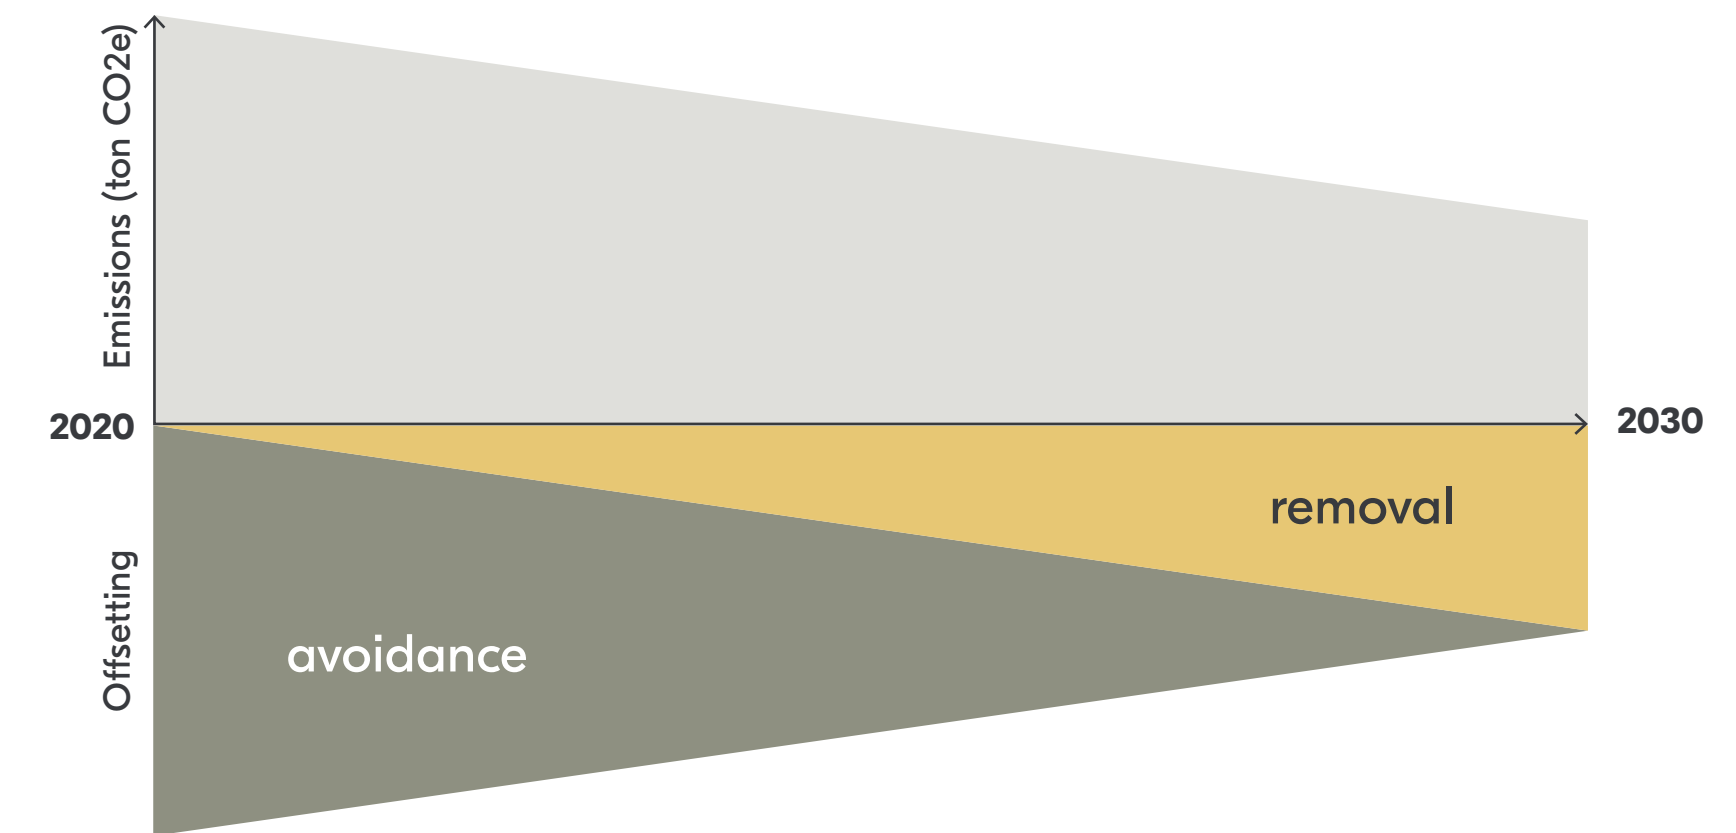 Emissions (ton CO2e)
2020
2030
removal
Offsetting
avoidance